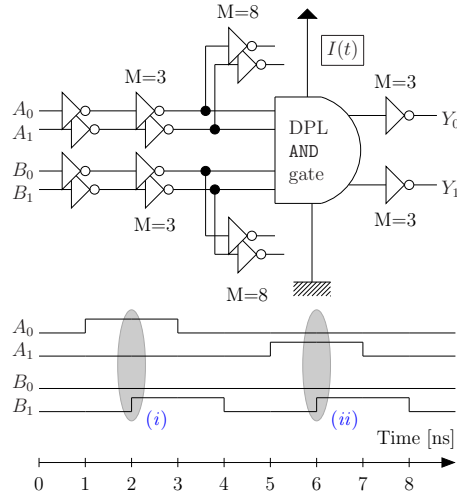 M=8
I(t)
M=3
M=3
A0
A1
DPL
AND
gate
Y0
B0
B1
Y1
M=3
M=3
M=8
A0
A1
B0
B1
(i)
(ii)
Time [ns]
0 1 2 3 4 5 6 7 8